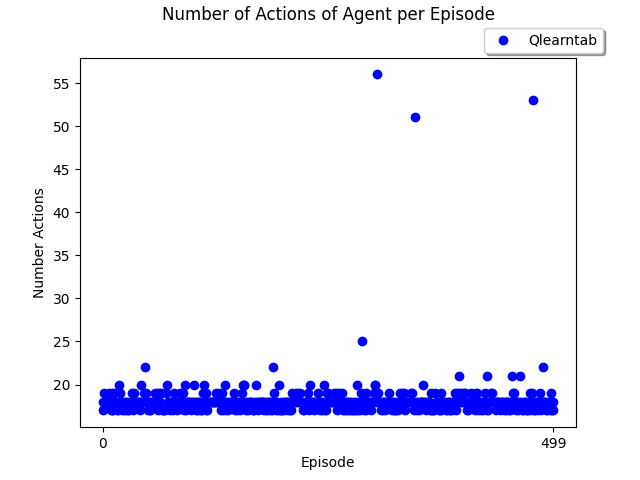 Number of Actions of Agent per Episode
Qlearntab
55
50
45
40
35
30
25
20
Number Actions
0 499
Episode